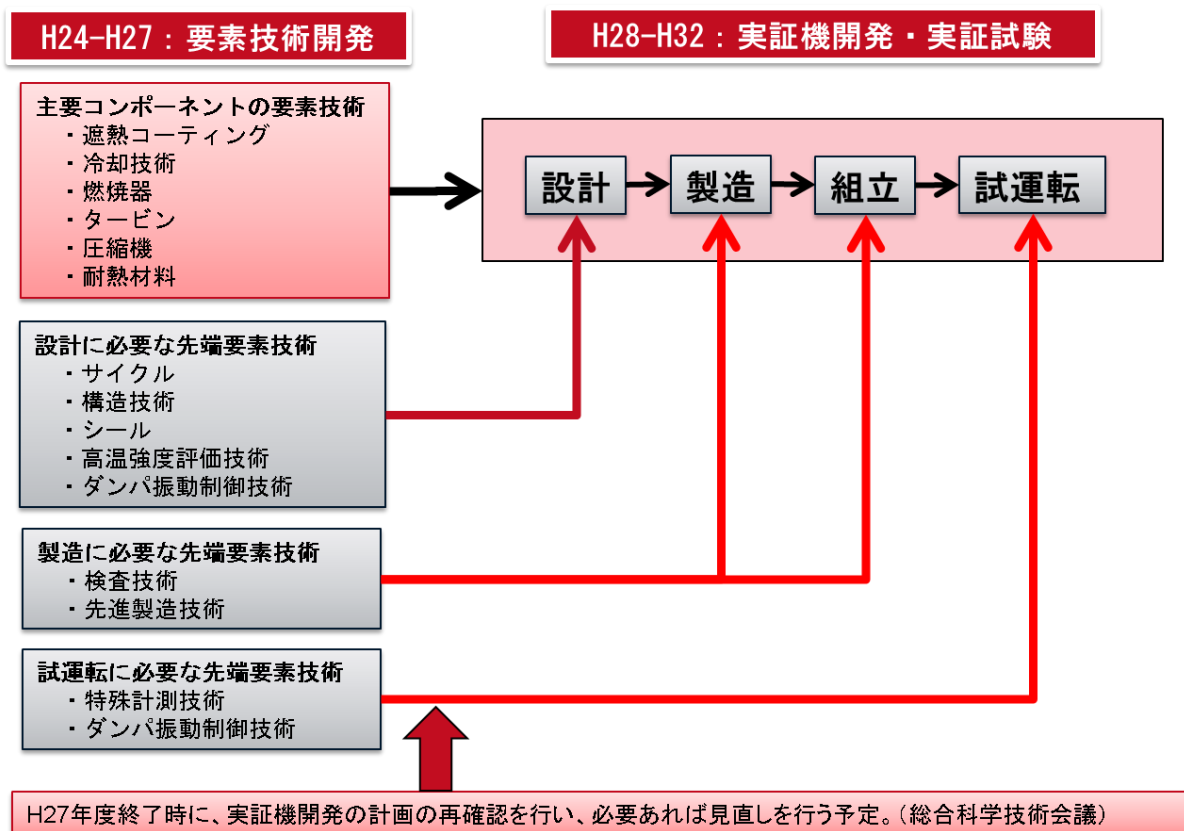 H24-H27：要素技術開発
H28-H32：実証機開発・実証試験
主要コンポーネントの要素技術
・遮熱コーティング
・冷却技術
・燃焼器
・タービン
・圧縮機
・耐熱材料
設計
製造
組立
試運転
設計に必要な先端要素技術
・サイクル
・構造技術
・シール
・高温強度評価技術
・ダンパ振動制御技術
製造に必要な先端要素技術
・検査技術
・先進製造技術
試運転に必要な先端要素技術
・特殊計測技術
・ダンパ振動制御技術
H27年度終了時に、実証機開発の計画の再確認を行い、必要あれば見直しを行う予定。（総合科学技術会議）